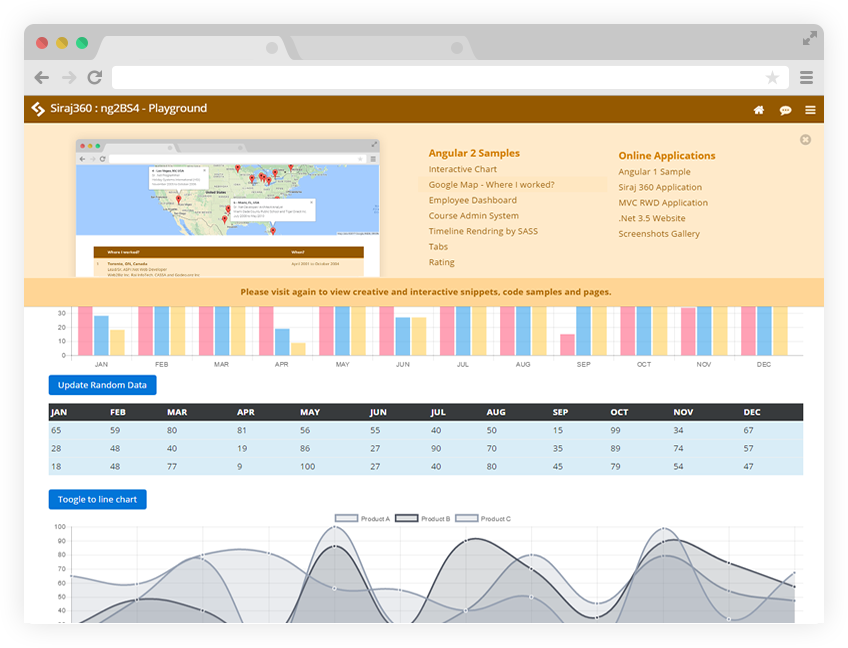 Siraj360 : ng2BS4 - Playground
Angular 2 Samples
Interactive Chart
Google Map - Where I worked?
Employee Dashboard
Course Admin System
Timeline Rendring by SASS
Tabs
Rating
Online Applications
Angular 1 Sample
Siraj 360 Application
MVC RWD Application
.Net 3.5 Website
Screenshots Gallery
United States
Where I worked? When?
1. Toronto, ON, Canada April 2001 to October 2004
Please visit again to view creative and interactive snippets, code samples and pages.
30
20
10
0
JAN FEB MAR APR MAY JUN JUL AUG SEP OCT NOV DEC
Update Random Data
JAN FEB MAR APR MAY JUN JUL AUG SEP OCT NOV DEC
65 59 80 81 56 55 40 50 15 99 34 67
28 48 40 19 86 27 90 70 35 89 74 57
18 48 77 9 100 27 40 80 45 79 54 47
Toogle to line chart
Product A Product B Product C
100
90
80
70
60
50
40